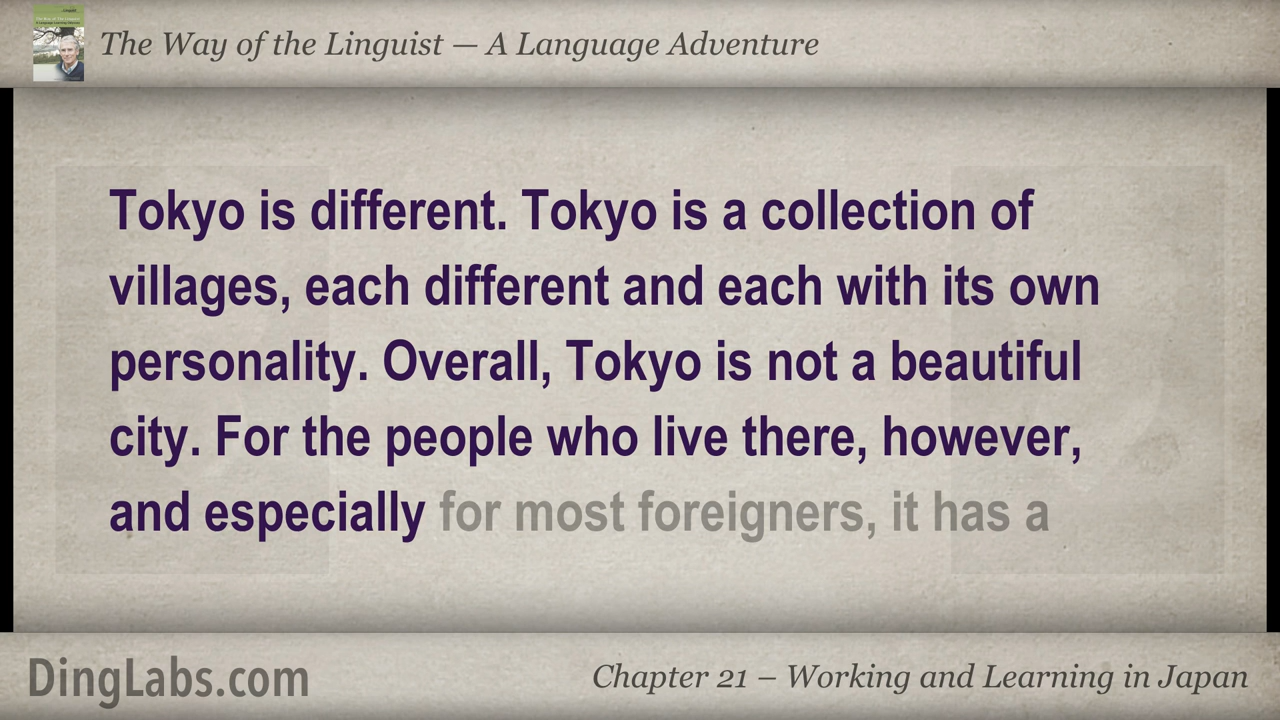 The Way of the Linguist — A Language Adventure
Tokyo is different. Tokyo is a collection of
villages, each different and each with its own
personality. Overall, Tokyo is not a beautiful
city. For the people who live there, however,
and especially for most foreigners, it has a
DingLabs.com
Chapter 21 – Working and Learning in Japan